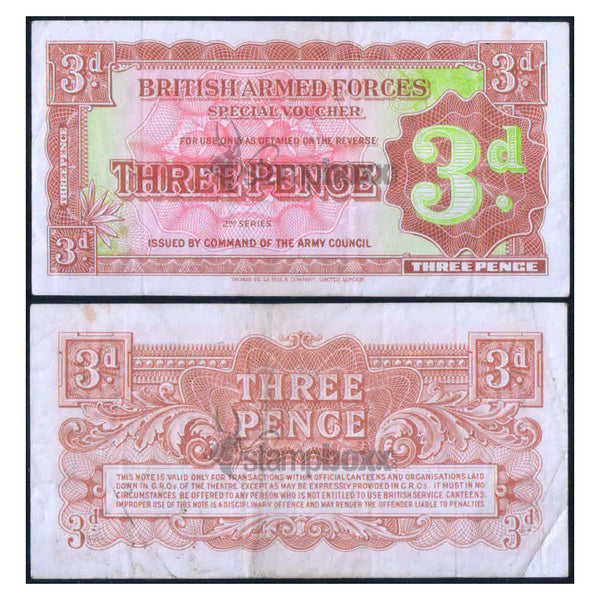 3d
3d
BRITISH ARMED FORCES
SPECIAL VOUCHER
FOR USE ONLY AS DETAILED ON THE REVERSE
THREEPENCE
stampboxx
THREE PENCE
3d.
2ND SERIES
3d
ISSUED BY COMMAND OF THE ARMY COUNCIL
THREEPENCE
THOMAS DE LA RUE & COMPANY, LIMITED, LONDON.
3d
3d
THREE
PENCE
stampboxx
THIS NOTE IS VALID ONLY FOR TRANSACTIONS WITHIN OFFICIAL CANTEENS AND ORGANISATIONS LAID
DOWN IN G.R.Os OF THE THEATRE EXCEPT AS MAY BE EXPRESSLY PROVIDED IN G.R.Os. IT MUST IN NO
CIRCUMSTANCES BE OFFERED TO ANY PERSON WHO IS NOT ENTITLED TO USE BRITISH SERVICE CANTEENS.
IMPROPER USE OF THIS NOTE IS A DISCIPLINARY OFFENCE AND MAY RENDER THE OFFENDER LIABLE TO PENALTIES.
3d
THREE PENCE
3d